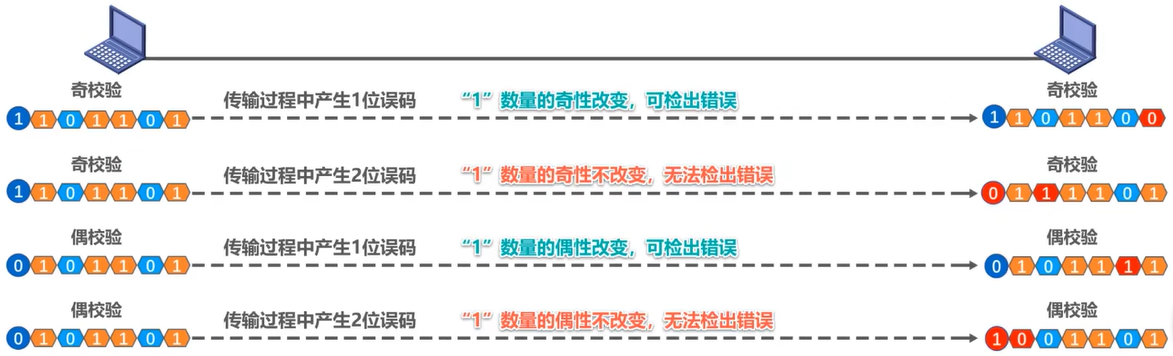 奇校验 传输过程中产生1位误码 “1”数量的奇性改变，可检出错误 奇校验
1 1 0 1 1 0 1 1 1 0 1 1 0 0
奇校验 传输过程中产生2位误码 “1”数量的奇性不改变，无法检出错误 奇校验
1 1 0 1 1 0 1 0 1 1 1 1 0 1
偶校验 传输过程中产生1位误码 “1”数量的偶性改变，可检出错误 偶校验
0 1 0 1 1 0 1 0 1 0 1 1 1 1
偶校验 传输过程中产生2位误码 “1”数量的偶性不改变，无法检出错误 偶校验
0 1 0 1 1 0 1 1 0 0 1 1 0 1